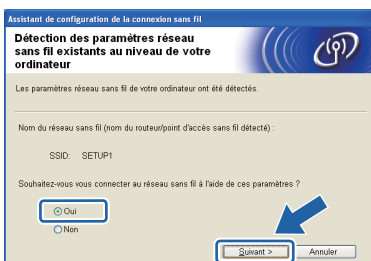 Assistant de configuration de la connexion sans fil
Détection des paramètres réseau
sans fil existants au niveau de votre
ordinateur
Les paramètres réseau sans fil de votre ordinateur ont été détectés.
Nom du réseau sans fil (nom du routeur/point d'accès sans fil détecté) :
SSID: SETUP1
Souhaitez-vous vous connecter au réseau sans fil à l'aide de ces paramètres ?
Oui
Non
Suivant > Annuler